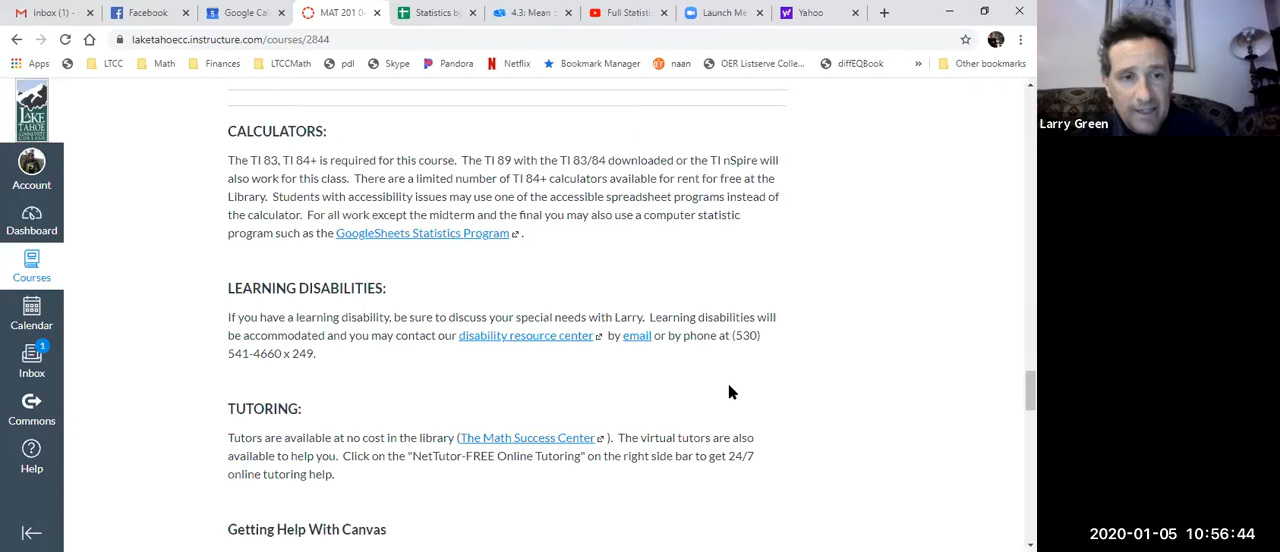 Inbox (1) -
Facebook
Google Cal
MAT 201 04
Statistics by
4.3: Mean
Full Statisti
Launch Me
Yahoo
laketahoecc.instructure.com/courses/2844
Apps LTCC Math Finances LTCCMath pdl Skype Pandora Netflix Bookmark Manager naan OER Listserve Colle... diffEQBook » Other bookmarks
LAKE
TAHOE
Account
Dashboard
Courses
Calendar
1
Inbox
Commons
Help
CALCULATORS:
The TI 83, TI 84+ is required for this course. The TI 89 with the TI 83/84 downloaded or the TI nSpire will
also work for this class. There are a limited number of TI 84+ calculators available for rent for free at the
Library. Students with accessibility issues may use one of the accessible spreadsheet programs instead of
the calculator. For all work except the midterm and the final you may also use a computer statistic
program such as the GoogleSheets Statistics Program .
LEARNING DISABILITIES:
If you have a learning disability, be sure to discuss your special needs with Larry. Learning disabilities will
be accommodated and you may contact our disability resource center by email or by phone at (530)
541-4660 x 249.
TUTORING:
Tutors are available at no cost in the library (The Math Success Center ). The virtual tutors are also
available to help you. Click on the "NetTutor-FREE Online Tutoring" on the right side bar to get 24/7
online tutoring help.
Getting Help With Canvas
Larry Green
2020-01-05 10:56:44